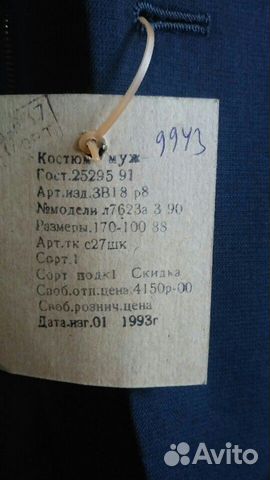 9943
Костюм муж
Гост.25295 91
Арт.изд.3В18 р8
№модели л7623а 3 90
Размеры.170-100 88
Арт.тк с27шк
Сорт.1
Сорт подк1 Скидка
Своб.отп.цена.4150р-00
Своб.рознич.цена
Дата.изг.01 1993г
Avito